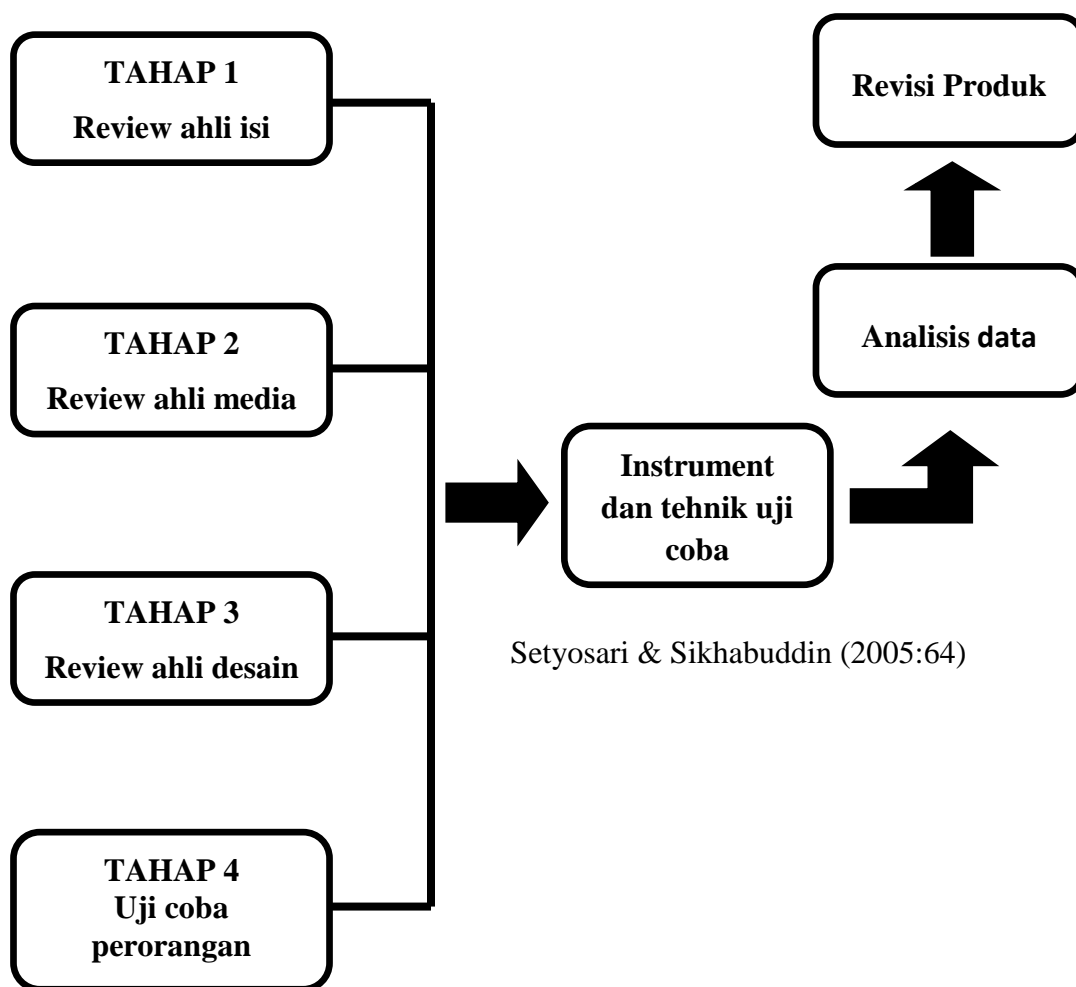 TAHAP 1
Review ahli isi
TAHAP 2
Review ahli media
TAHAP 3
Review ahli desain
TAHAP 4
Uji coba
perorangan
Instrument
dan tehnik uji
coba
Analisis data
Revisi Produk
Setyosari & Sikhabuddin (2005:64)